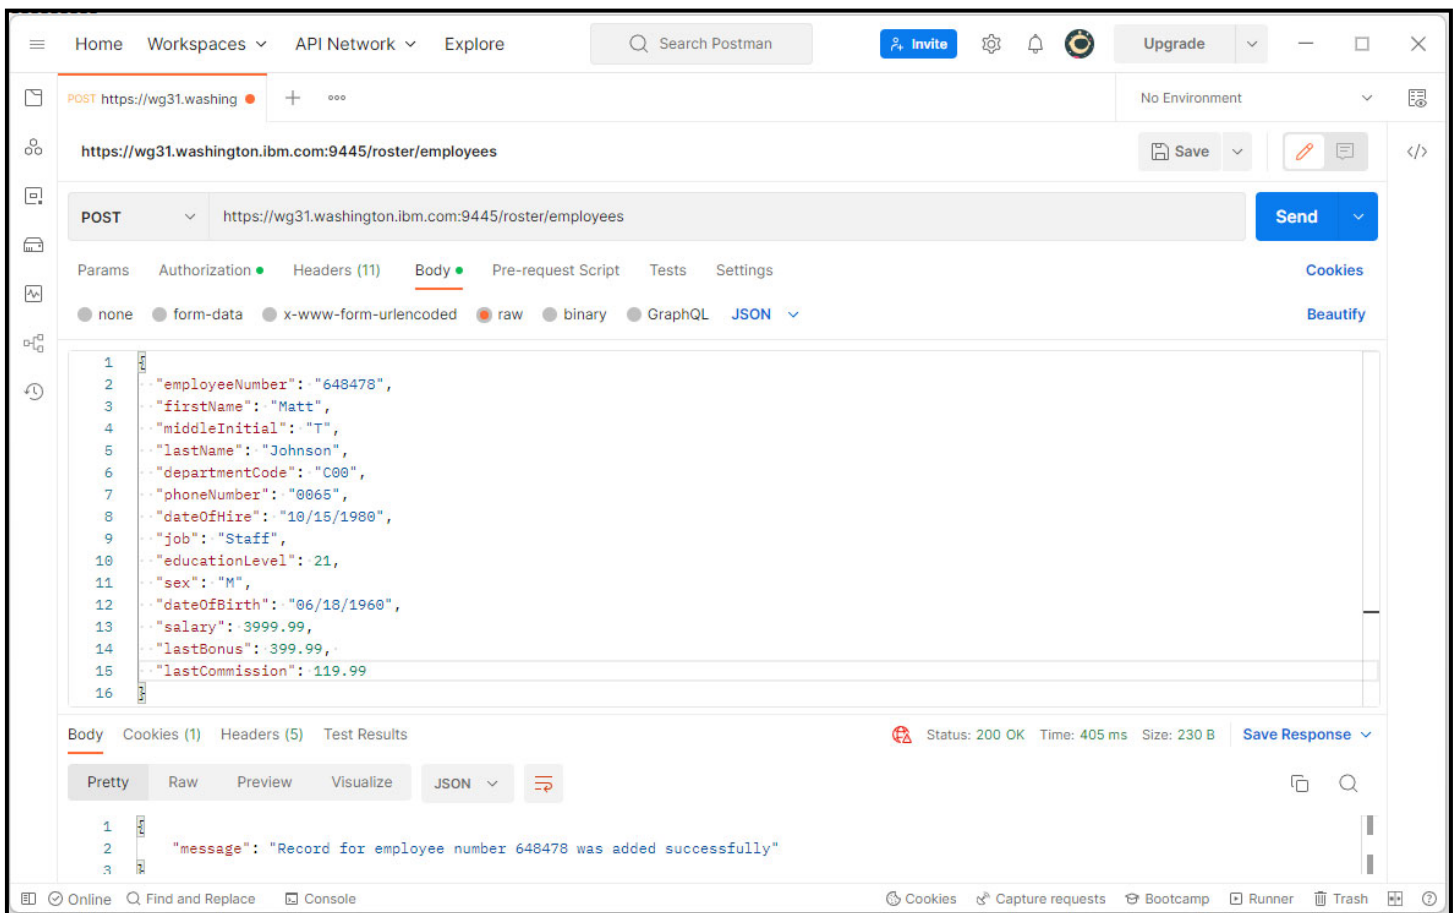 Home Workspaces API Network Explore Search Postman Invite Upgrade
POST https://wg31.washing No Environment
https://wg31.washington.ibm.com:9445/roster/employees Save
POST https://wg31.washington.ibm.com:9445/roster/employees Send
Params Authorization Headers (11) Body Pre-request Script Tests Settings Cookies
none form-data x-www-form-urlencoded raw binary GraphQL JSON Beautify
1 {
2 "employeeNumber": "648478",
3 "firstName": "Matt",
4 "middleInitial": "T",
5 "lastName": "Johnson",
6 "departmentCode": "C00",
7 "phoneNumber": "0065",
8 "dateOfHire": "10/15/1980",
9 "job": "Staff",
10 "educationLevel": 21,
11 "sex": "M",
12 "dateOfBirth": "06/18/1960",
13 "salary": 3999.99,
14 "lastBonus": 399.99,
15 "lastCommission": 119.99
16 }
Body Cookies (1) Headers (5) Test Results Status: 200 OK Time: 405 ms Size: 230 B Save Response
Pretty Raw Preview Visualize JSON
1 {
2 "message": "Record for employee number 648478 was added successfully"
3 }
Online Find and Replace Console Cookies Capture requests Bootcamp Runner Trash